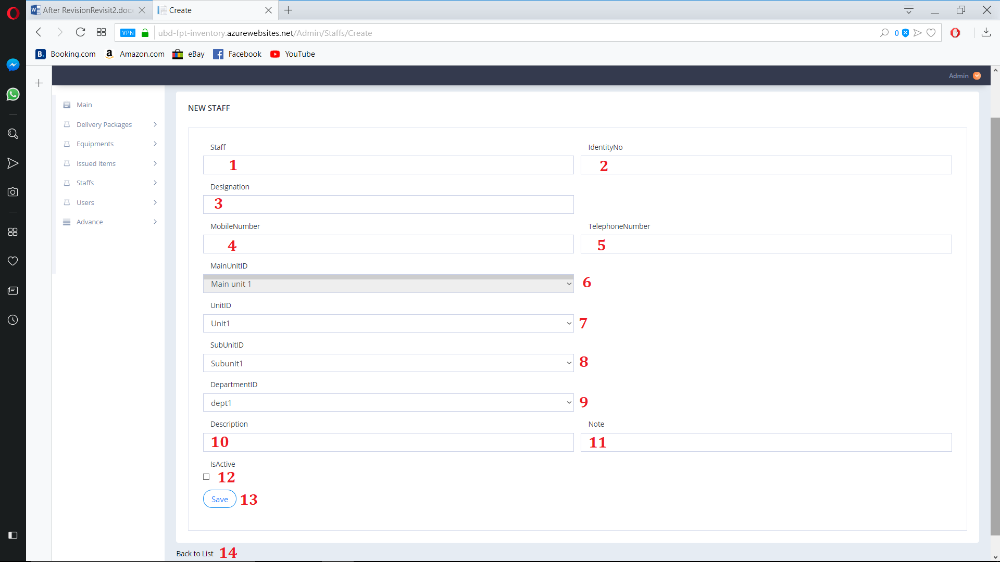 After RevisionRevisit2.docx
Create
VPN
ubd-fpt-inventory.azurewebsites.net/Admin/Staffs/Create
0
B. Booking.com
a Amazon.com
eBay
Facebook
YouTube
Admin
Main
Delivery Packages
Equipments
Issued Items
Staffs
Users
Advance
NEW STAFF
Staff
IdentityNo
1
2
Designation
3
MobileNumber
TelephoneNumber
4
5
MainUnitID
Main unit 1
6
UnitID
Unit1
7
SubUnitID
Subunit1
8
DepartmentID
dept1
9
Description
Note
10
11
IsActive
12
Save
13
Back to List
14